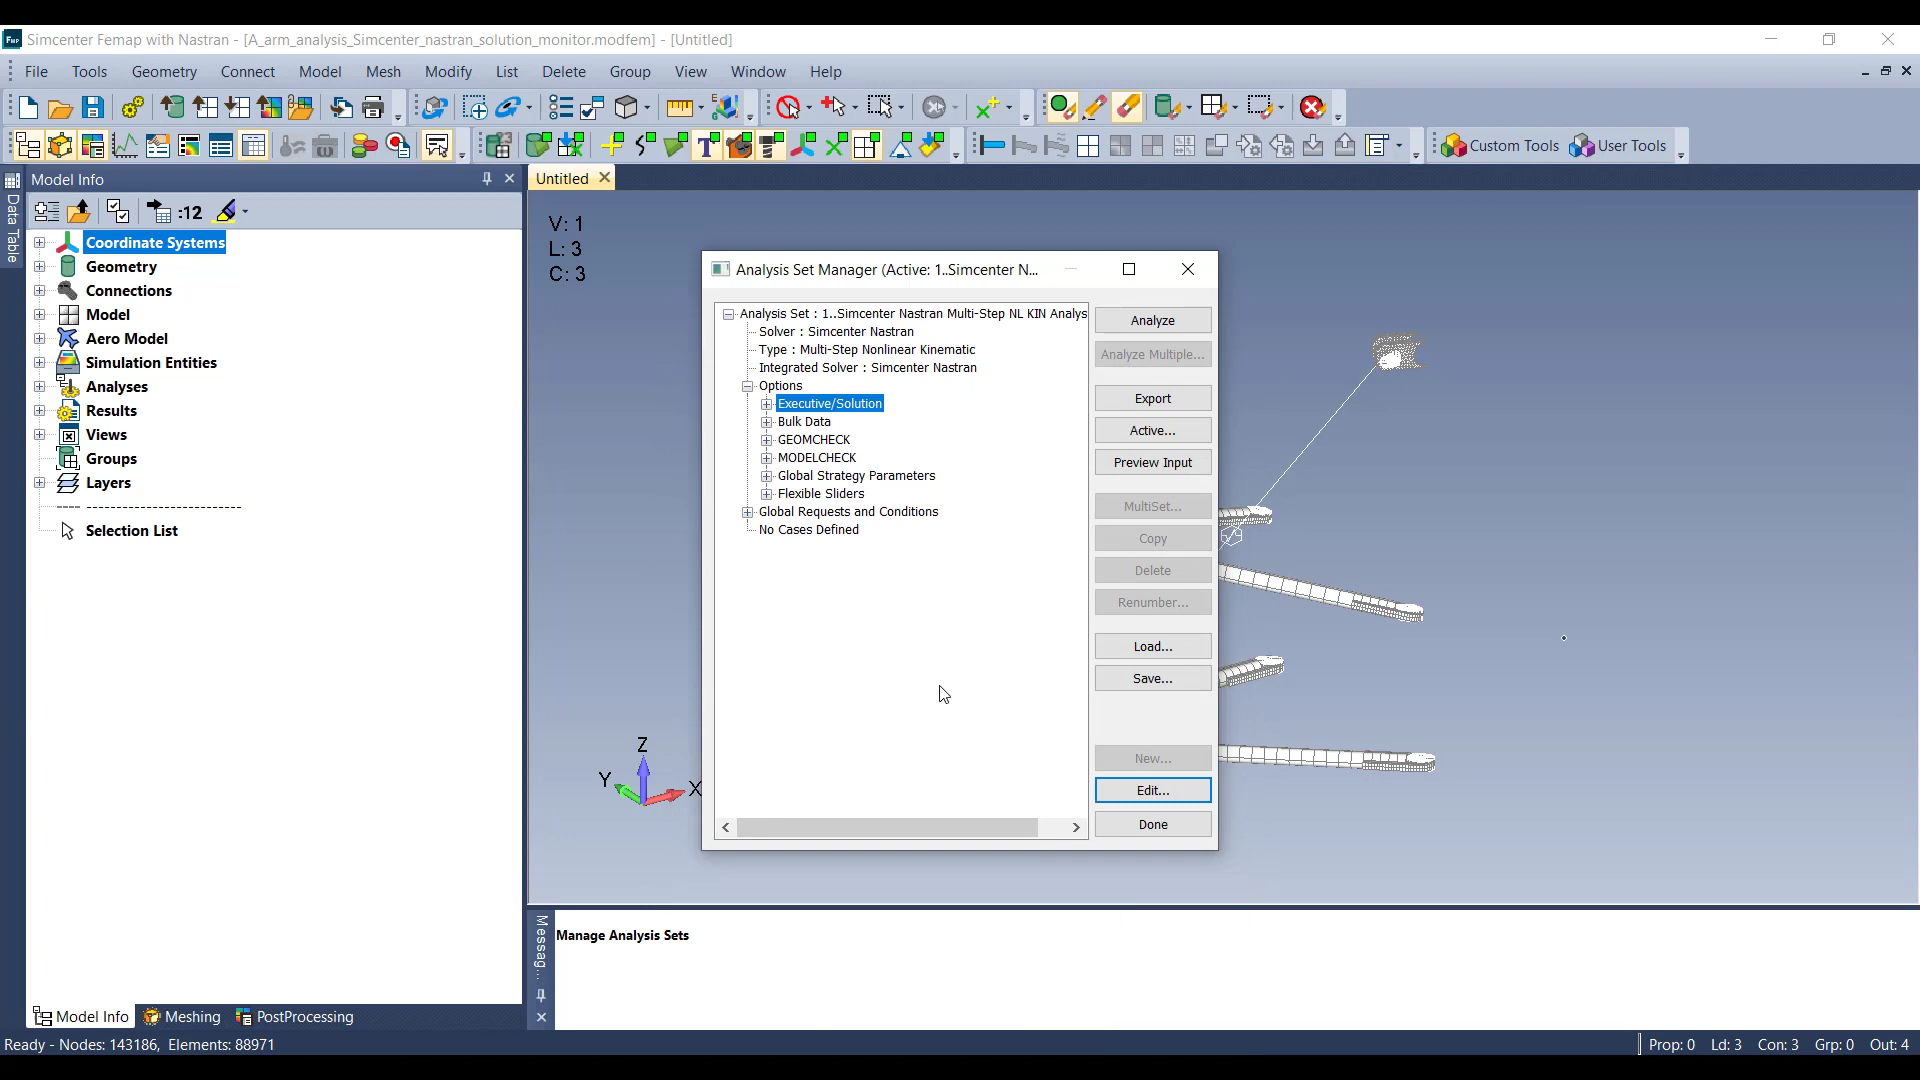 Simcenter Femap with Nastran - [A_arm_analysis_Simcenter_nastran_solution_monitor.modfem] - [Untitled]
File Tools Geometry Connect Model Mesh Modify List Delete Group View Window Help
Custom Tools User Tools
Data Table
Model Info
:12
Coordinate Systems
Geometry
Connections
Model
Aero Model
Simulation Entities
Analyses
Results
Views
Groups
Layers
Selection List
Model Info Meshing PostProcessing
Untitled
V: 1
L: 3
C: 3
Z
Y
X
Analysis Set Manager (Active: 1..Simcenter N...
Analysis Set : 1..Simcenter Nastran Multi-Step NL KIN Analys
Solver : Simcenter Nastran
Type : Multi-Step Nonlinear Kinematic
Integrated Solver : Simcenter Nastran
Options
Executive/Solution
Bulk Data
GEOMCHECK
MODELCHECK
Global Strategy Parameters
Flexible Sliders
Global Requests and Conditions
No Cases Defined
Analyze
Analyze Multiple...
Export
Active...
Preview Input
MultiSet...
Copy
Delete
Renumber...
Load...
Save...
New...
Edit...
Done
Messag...
Manage Analysis Sets
Ready - Nodes: 143186, Elements: 88971
Prop: 0 Ld: 3 Con: 3 Grp: 0 Out: 4